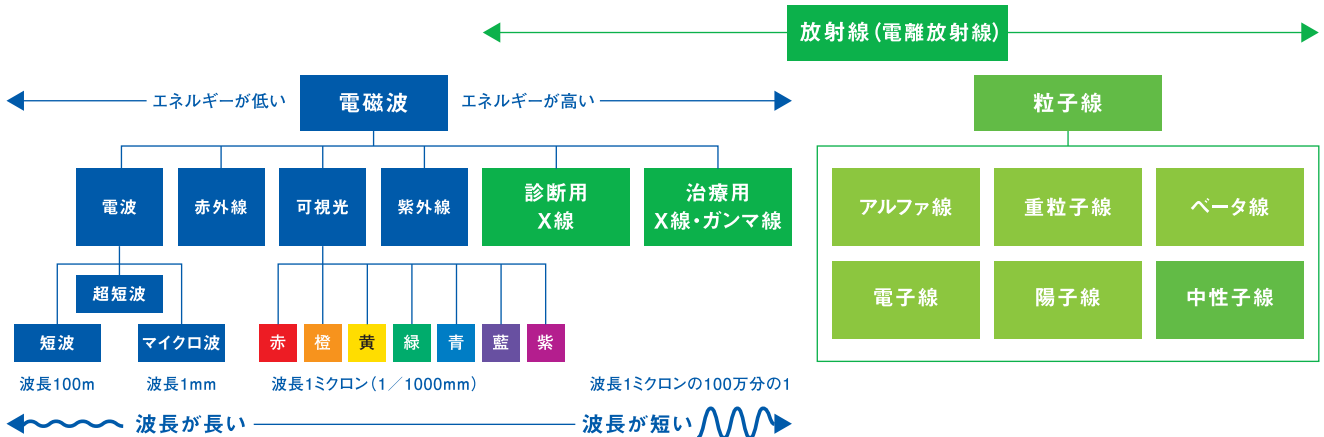 放射線(電離放射線)
エネルギーが低い
電磁波
エネルギーが高い
粒子線
電波
赤外線
可視光
紫外線
診断用
X線
治療用
X線・ガンマ線
アルファ線
重粒子線
ベータ線
電子線
陽子線
中性子線
超短波
短波
マイクロ波
赤
橙
黄
緑
青
藍
紫
波長100m
波長1mm
波長1ミクロン(1/1000mm)
波長1ミクロンの100万分の1
波長が長い
波長が短い